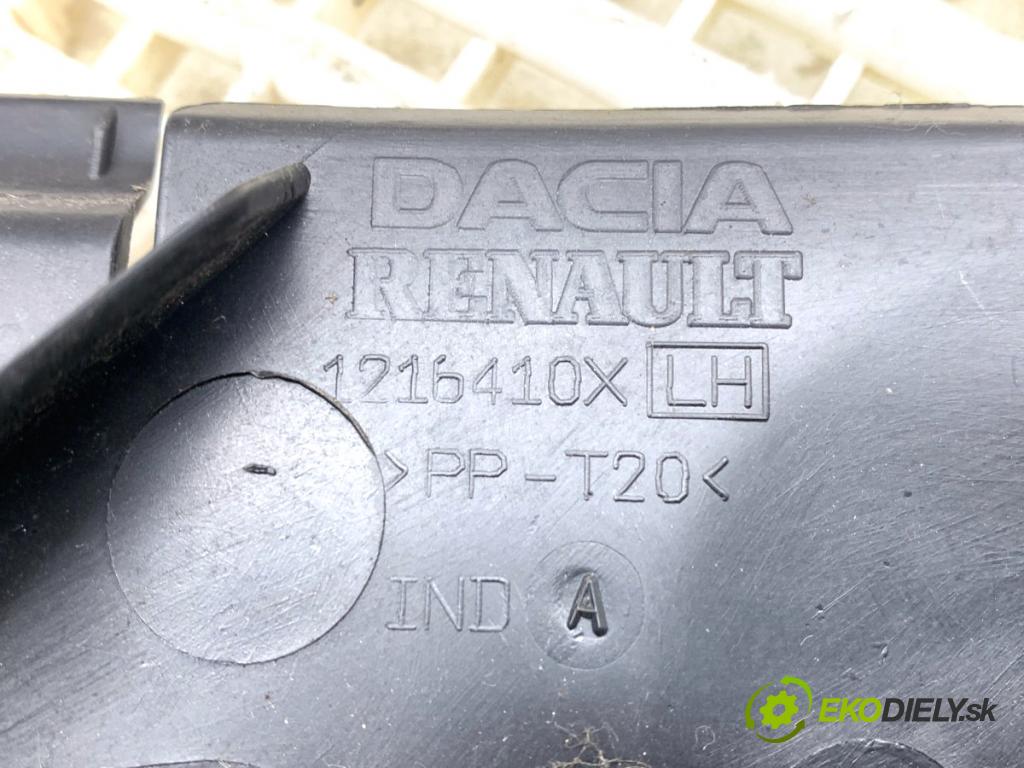 DACIA
RENAULT
1216410X LH
>PP-T20<
IND A
EKODIELY.sk